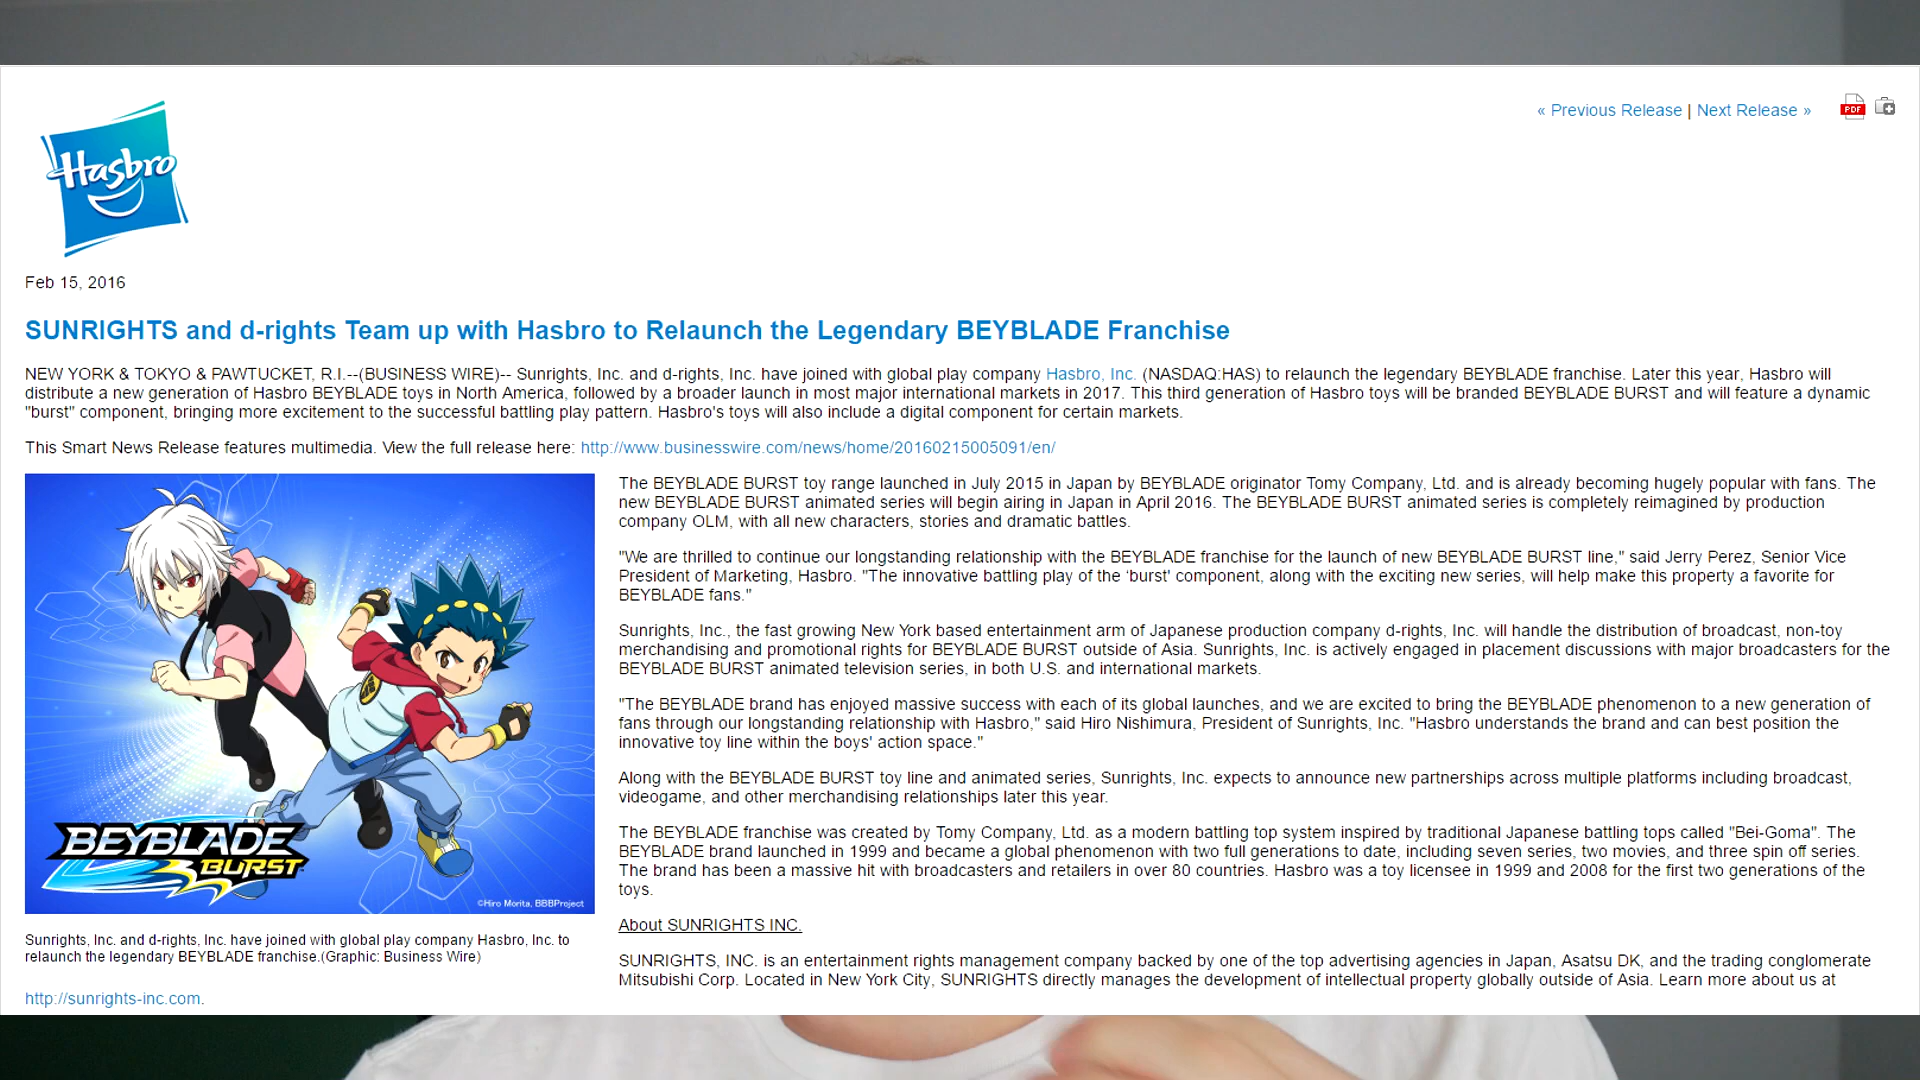 Hasbro
« Previous Release | Next Release »
PDF
Feb 15, 2016
SUNRIGHTS and d-rights Team up with Hasbro to Relaunch the Legendary BEYBLADE Franchise
NEW YORK & TOKYO & PAWTUCKET, R.I.--(BUSINESS WIRE)-- Sunrights, Inc. and d-rights, Inc. have joined with global play company Hasbro, Inc. (NASDAQ:HAS) to relaunch the legendary BEYBLADE franchise. Later this year, Hasbro will
distribute a new generation of Hasbro BEYBLADE toys in North America, followed by a broader launch in most major international markets in 2017. This third generation of Hasbro toys will be branded BEYBLADE BURST and will feature a dynamic
"burst" component, bringing more excitement to the successful battling play pattern. Hasbro's toys will also include a digital component for certain markets.
This Smart News Release features multimedia. View the full release here: http://www.businesswire.com/news/home/20160215005091/en/
BEYBLADE
BURST
©Hiro Morita, BBBProject
Sunrights, Inc. and d-rights, Inc. have joined with global play company Hasbro, Inc. to
relaunch the legendary BEYBLADE franchise.(Graphic: Business Wire)
The BEYBLADE BURST toy range launched in July 2015 in Japan by BEYBLADE originator Tomy Company, Ltd. and is already becoming hugely popular with fans. The
new BEYBLADE BURST animated series will begin airing in Japan in April 2016. The BEYBLADE BURST animated series is completely reimagined by production
company OLM, with all new characters, stories and dramatic battles.
"We are thrilled to continue our longstanding relationship with the BEYBLADE franchise for the launch of new BEYBLADE BURST line," said Jerry Perez, Senior Vice
President of Marketing, Hasbro. "The innovative battling play of the ‘burst' component, along with the exciting new series, will help make this property a favorite for
BEYBLADE fans."
Sunrights, Inc., the fast growing New York based entertainment arm of Japanese production company d-rights, Inc. will handle the distribution of broadcast, non-toy
merchandising and promotional rights for BEYBLADE BURST outside of Asia. Sunrights, Inc. is actively engaged in placement discussions with major broadcasters for the
BEYBLADE BURST animated television series, in both U.S. and international markets.
"The BEYBLADE brand has enjoyed massive success with each of its global launches, and we are excited to bring the BEYBLADE phenomenon to a new generation of
fans through our longstanding relationship with Hasbro," said Hiro Nishimura, President of Sunrights, Inc. "Hasbro understands the brand and can best position the
innovative toy line within the boys' action space."
Along with the BEYBLADE BURST toy line and animated series, Sunrights, Inc. expects to announce new partnerships across multiple platforms including broadcast,
videogame, and other merchandising relationships later this year.
The BEYBLADE franchise was created by Tomy Company, Ltd. as a modern battling top system inspired by traditional Japanese battling tops called "Bei-Goma". The
BEYBLADE brand launched in 1999 and became a global phenomenon with two full generations to date, including seven series, two movies, and three spin off series.
The brand has been a massive hit with broadcasters and retailers in over 80 countries. Hasbro was a toy licensee in 1999 and 2008 for the first two generations of the
toys.
About SUNRIGHTS INC.
SUNRIGHTS, INC. is an entertainment rights management company backed by one of the top advertising agencies in Japan, Asatsu DK, and the trading conglomerate
Mitsubishi Corp. Located in New York City, SUNRIGHTS directly manages the development of intellectual property globally outside of Asia. Learn more about us at
http://sunrights-inc.com.